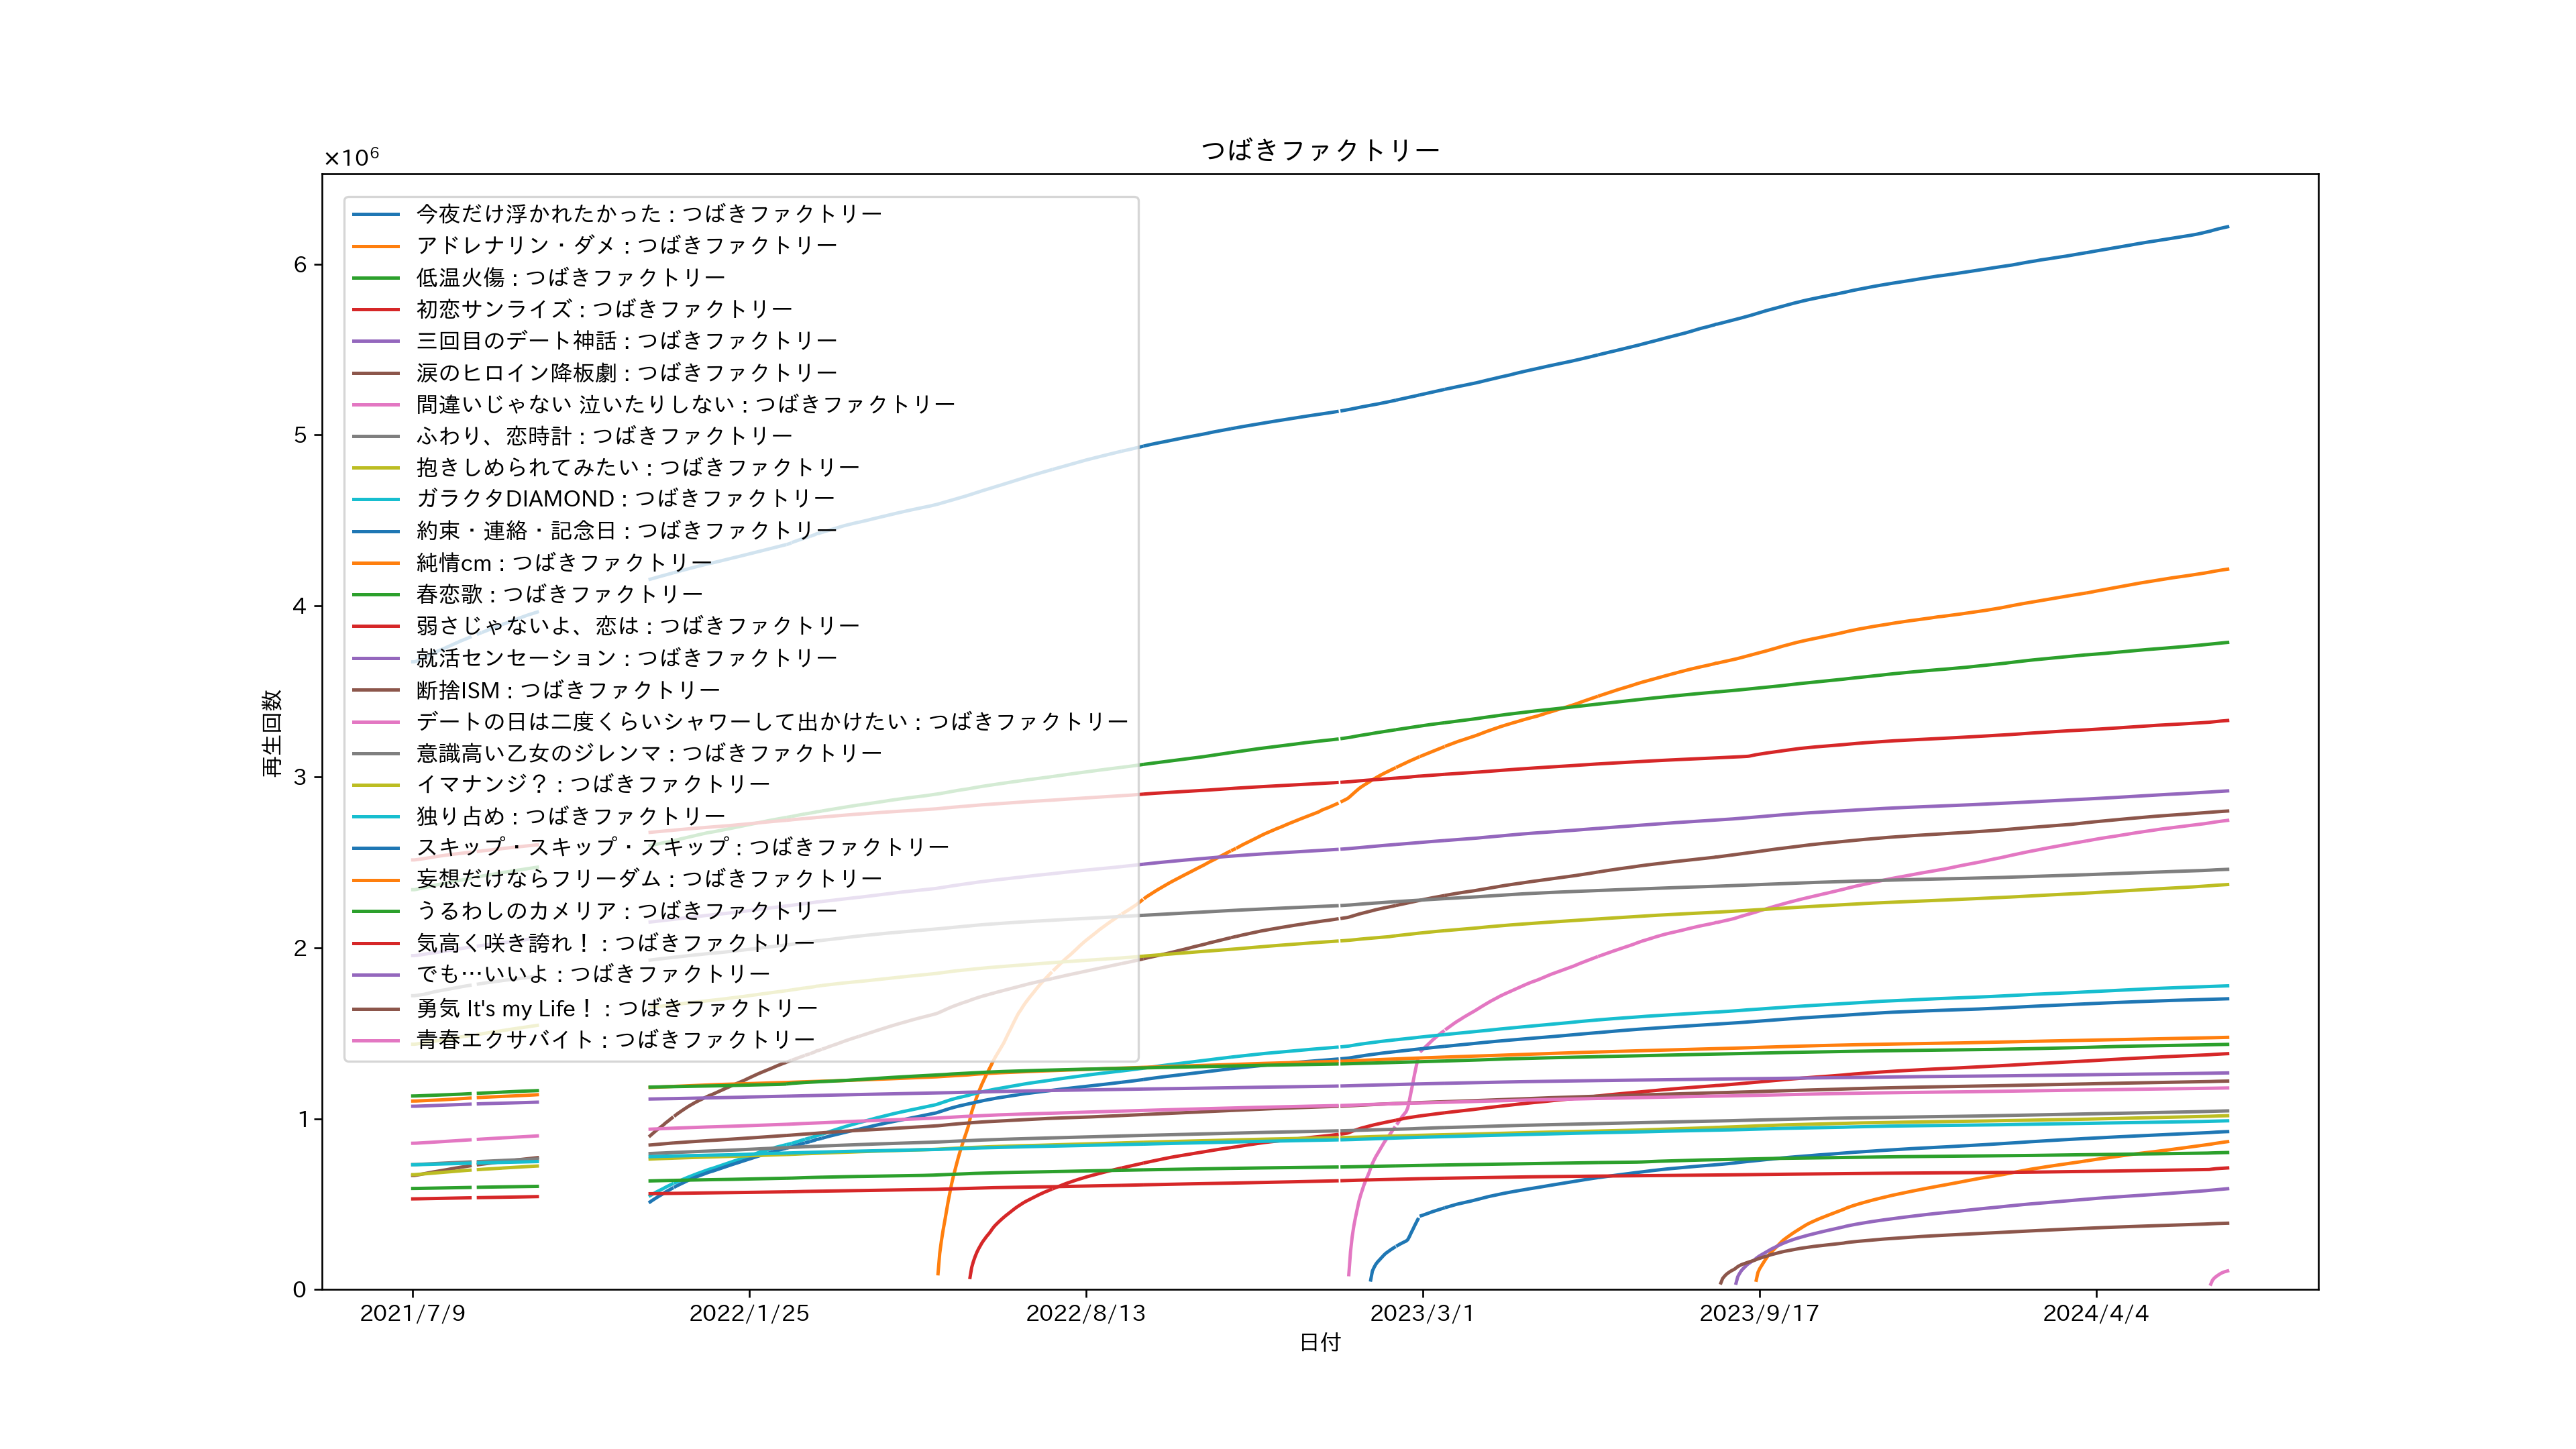 つばきファクトリー
×10⁶
今夜だけ浮かれたかった : つばきファクトリー
アドレナリン・ダメ : つばきファクトリー
低温火傷 : つばきファクトリー
初恋サンライズ : つばきファクトリー
三回目のデート神話 : つばきファクトリー
涙のヒロイン降板劇 : つばきファクトリー
間違いじゃない 泣いたりしない : つばきファクトリー
ふわり、恋時計 : つばきファクトリー
抱きしめられてみたい : つばきファクトリー
ガラクタDIAMOND : つばきファクトリー
約束・連絡・記念日 : つばきファクトリー
純情cm : つばきファクトリー
春恋歌 : つばきファクトリー
弱さじゃないよ、恋は : つばきファクトリー
就活センセーション : つばきファクトリー
断捨ISM : つばきファクトリー
デートの日は二度くらいシャワーして出かけたい : つばきファクトリー
意識高い乙女のジレンマ : つばきファクトリー
イマナンジ？ : つばきファクトリー
独り占め : つばきファクトリー
スキップ・スキップ・スキップ : つばきファクトリー
妄想だけならフリーダム : つばきファクトリー
うるわしのカメリア : つばきファクトリー
気高く咲き誇れ！ : つばきファクトリー
でも…いいよ : つばきファクトリー
勇気 It's my Life！ : つばきファクトリー
青春エクサバイト : つばきファクトリー
再生回数
6
5
4
3
2
1
0
2021/7/9
2022/1/25
2022/8/13
2023/3/1
2023/9/17
2024/4/4
日付